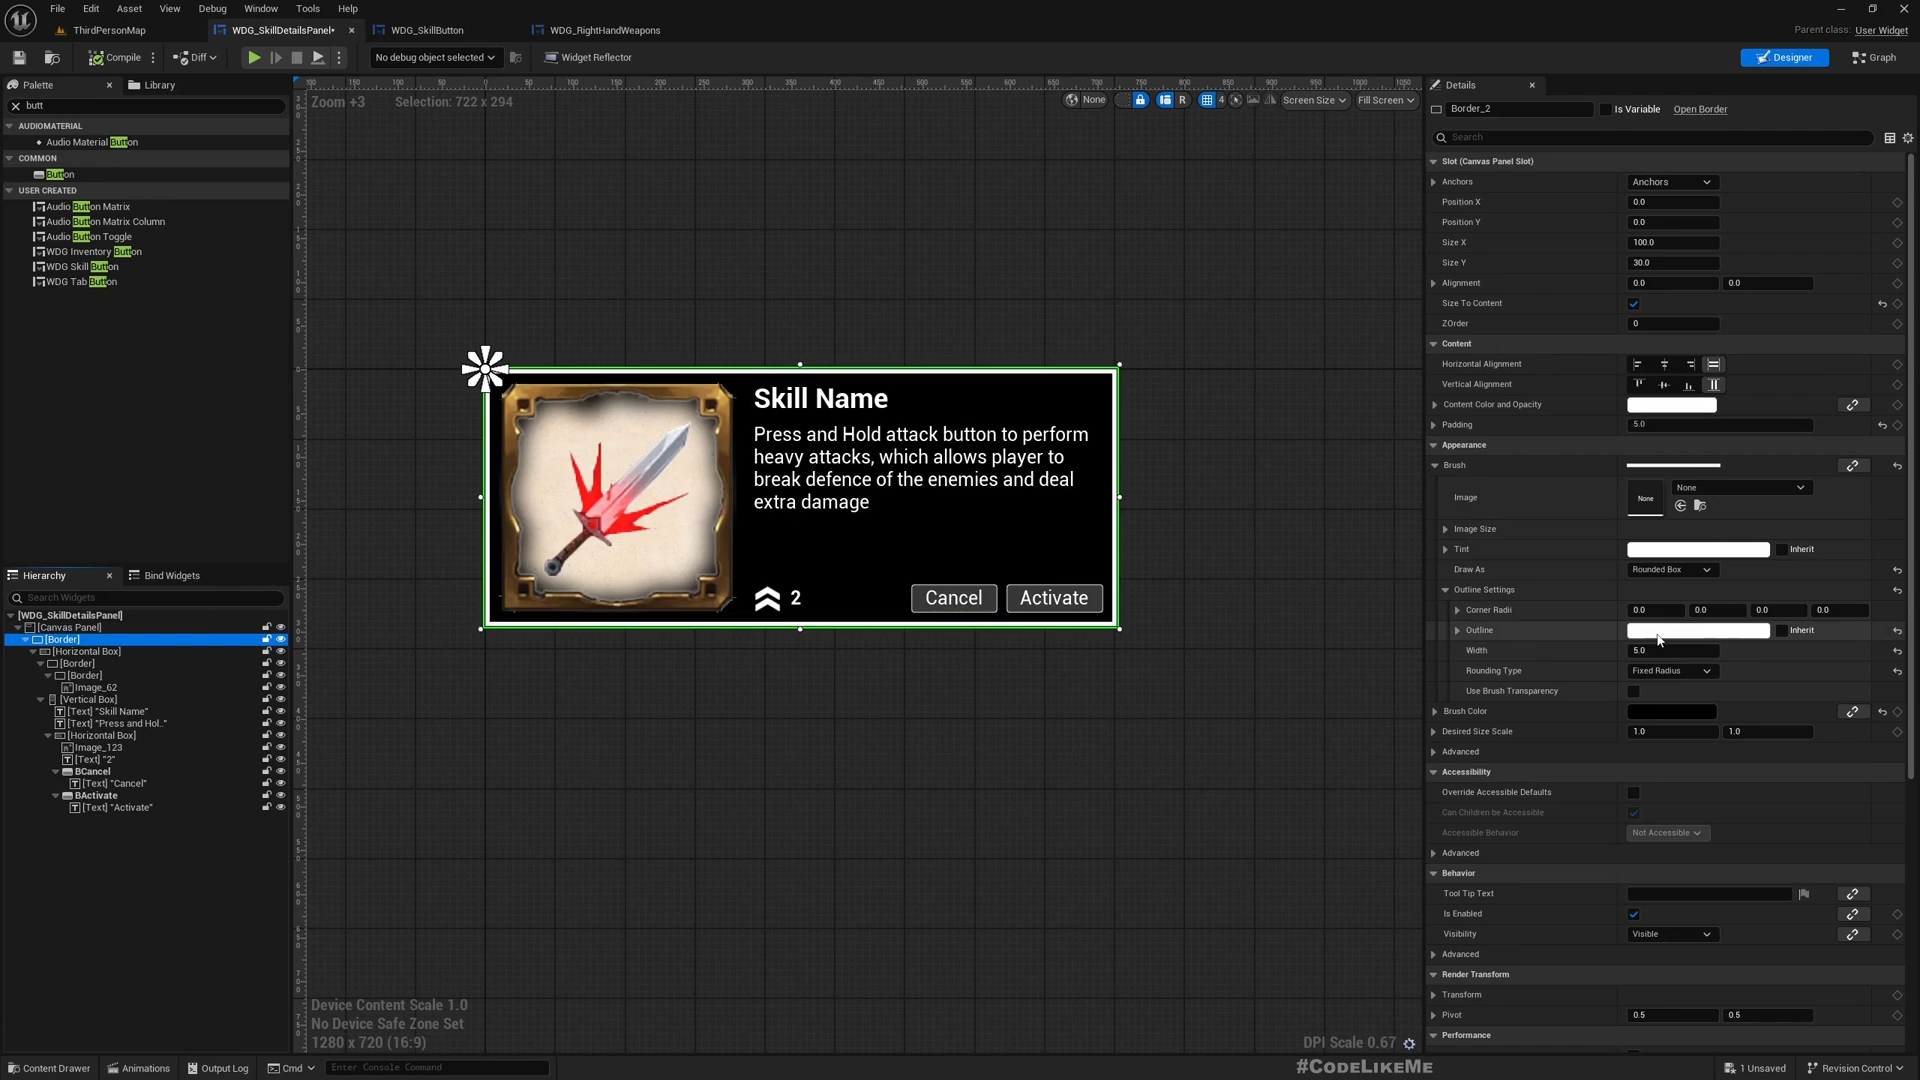 File Edit Asset View Debug Window Tools Help
ThirdPersonMap WDG_SkillDetailsPanel• WDG_SkillButton WDG_RightHandWeapons Parent class: User Widget
Compile Diff No debug object selected Widget Reflector Designer Graph
Palette Library
butt
AUDIOMATERIAL
Audio Material Button
COMMON
Button
USER CREATED
Audio Button Matrix
Audio Button Matrix Column
Audio Button Toggle
WDG Inventory Button
WDG Skill Button
WDG Tab Button
Hierarchy Bind Widgets
Search Widgets
[WDG_SkillDetailsPanel]
[Canvas Panel]
[Border]
[Horizontal Box]
[Border]
[Border]
Image_62
[Vertical Box]
[Text] "Skill Name"
[Text] "Press and Hol.."
[Horizontal Box]
Image_123
[Text] "2"
BCancel
[Text] "Cancel"
BActivate
[Text] "Activate"
Zoom +3 Selection: 722 x 294
None R 4 Screen Size Fill Screen
Skill Name
Press and Hold attack button to perform
heavy attacks, which allows player to
break defence of the enemies and deal
extra damage
2 Cancel Activate
Device Content Scale 1.0
No Device Safe Zone Set
1280 x 720 (16:9)
DPI Scale 0.67
Details
Border_2 Is Variable Open Border
Search
Slot (Canvas Panel Slot)
Anchors Anchors
Position X 0.0
Position Y 0.0
Size X 100.0
Size Y 30.0
Alignment 0.0 0.0
Size To Content
ZOrder 0
Content
Horizontal Alignment
Vertical Alignment
Content Color and Opacity
Padding 5.0
Appearance
Brush
Image None None
Image Size
Tint Inherit
Draw As Rounded Box
Outline Settings
Corner Radii 0.0 0.0 0.0 0.0
Outline Inherit
Width 5.0
Rounding Type Fixed Radius
Use Brush Transparency
Brush Color
Desired Size Scale 1.0 1.0
Advanced
Accessibility
Override Accessible Defaults
Can Children be Accessible
Accessible Behavior Not Accessible
Advanced
Behavior
Tool Tip Text
Is Enabled
Visibility Visible
Advanced
Render Transform
Transform
Pivot 0.5 0.5
Performance
Content Drawer Animations Output Log Cmd Enter Console Command #CodeLikeMe 1 Unsaved Revision Control